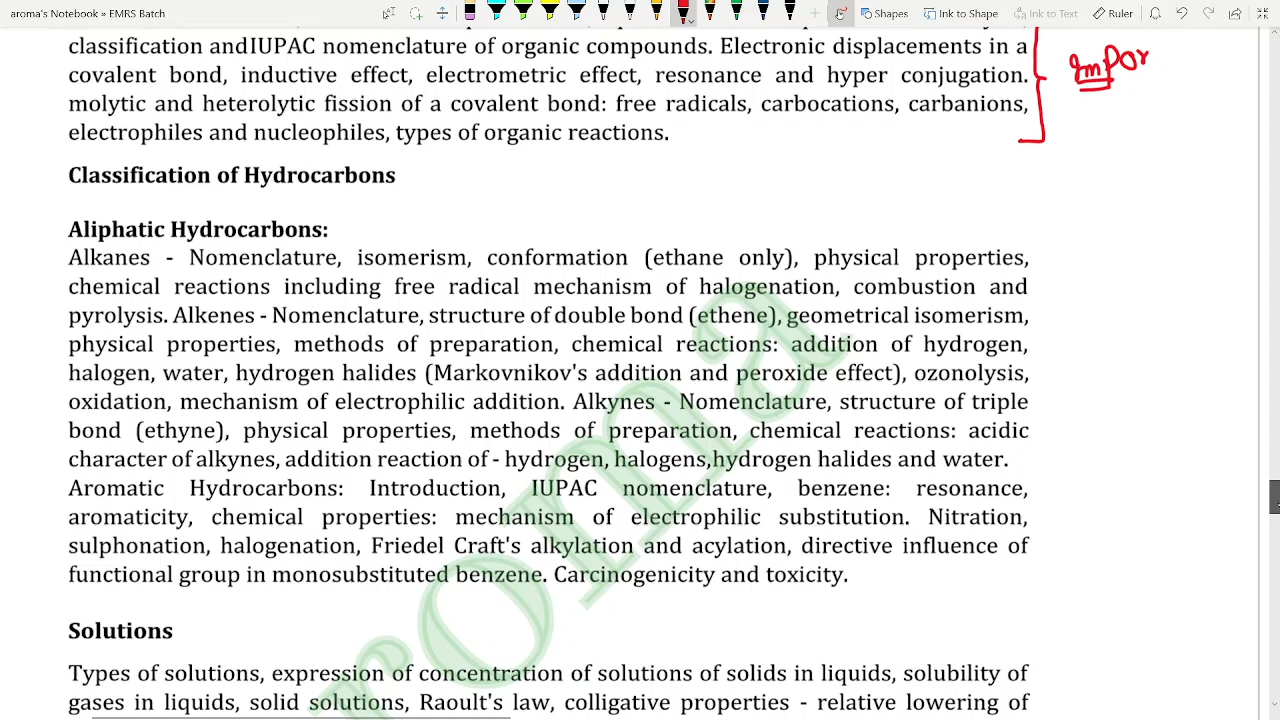 aroma's Notebook » EMRS Batch
Shapes Ink to Shape Ink to Text Ruler
classification andIUPAC nomenclature of organic compounds. Electronic displacements in a
covalent bond, inductive effect, electrometric effect, resonance and hyper conjugation.
Impor
molytic and heterolytic fission of a covalent bond: free radicals, carbocations, carbanions,
electrophiles and nucleophiles, types of organic reactions.
Classification of Hydrocarbons
Aliphatic Hydrocarbons:
Alkanes - Nomenclature, isomerism, conformation (ethane only), physical properties,
chemical reactions including free radical mechanism of halogenation, combustion and
pyrolysis. Alkenes - Nomenclature, structure of double bond (ethene), geometrical isomerism,
physical properties, methods of preparation, chemical reactions: addition of hydrogen,
halogen, water, hydrogen halides (Markovnikov's addition and peroxide effect), ozonolysis,
oxidation, mechanism of electrophilic addition. Alkynes - Nomenclature, structure of triple
bond (ethyne), physical properties, methods of preparation, chemical reactions: acidic
character of alkynes, addition reaction of - hydrogen, halogens,hydrogen halides and water.
Aromatic Hydrocarbons: Introduction, IUPAC nomenclature, benzene: resonance,
aromaticity, chemical properties: mechanism of electrophilic substitution. Nitration,
sulphonation, halogenation, Friedel Craft's alkylation and acylation, directive influence of
functional group in monosubstituted benzene. Carcinogenicity and toxicity.
Solutions
Types of solutions, expression of concentration of solutions of solids in liquids, solubility of
gases in liquids, solid solutions, Raoult's law, colligative properties - relative lowering of
roma